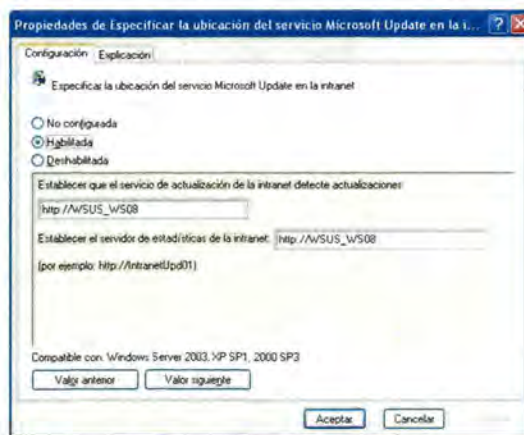 Propiedades de Especificar la ubicación del servicio Microsoft Update en la i...
Configuración Explicación
Especificar la ubicación del servicio Microsoft Update en la intranet
No configurada
Habilitada
Deshabilitada
Establecer que el servicio de actualización de la intranet detecte actualizaciones
http://WSUS_WS08
Establecer el servidor de estadísticas de la intranet: http://WSUS_WS08
(por ejemplo: http://IntranetUpd01)
Compatible con: Windows Server 2003, XP SP1, 2000 SP3
Valor anterior Valor siguiente
Aceptar Cancelar